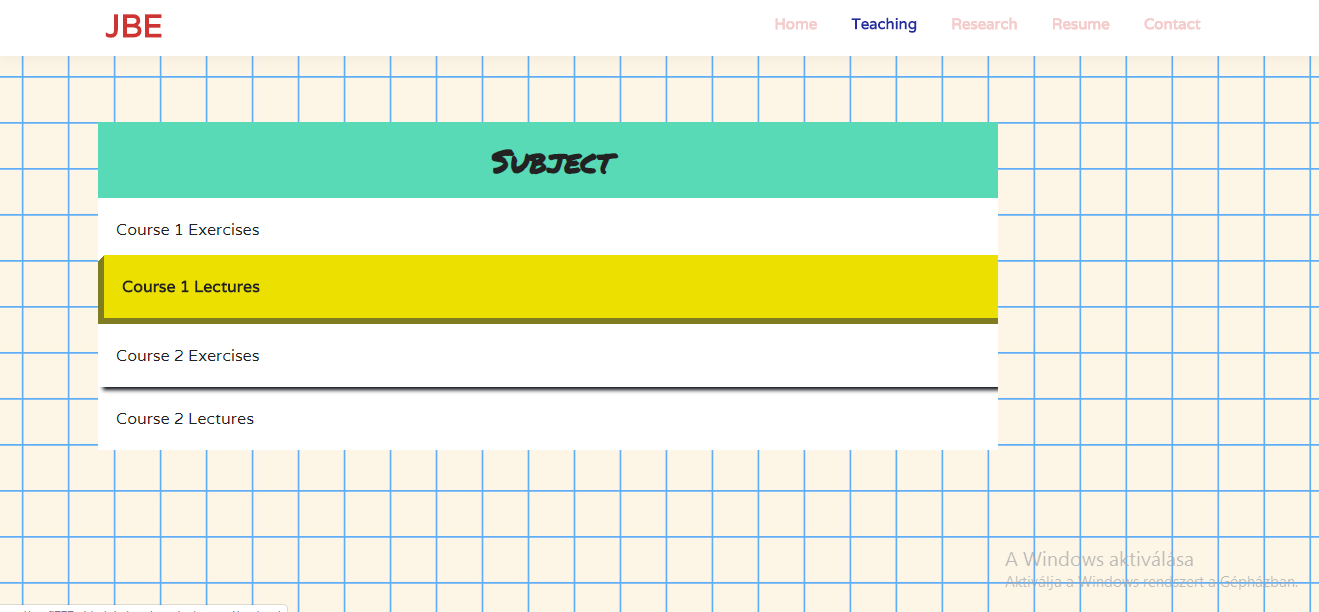 JBE
Home Teaching Research Resume Contact
Subject
Course 1 Exercises
Course 1 Lectures
Course 2 Exercises
Course 2 Lectures
A Windows aktiválása
Aktiválja a Windows rendszert a Gépházban.